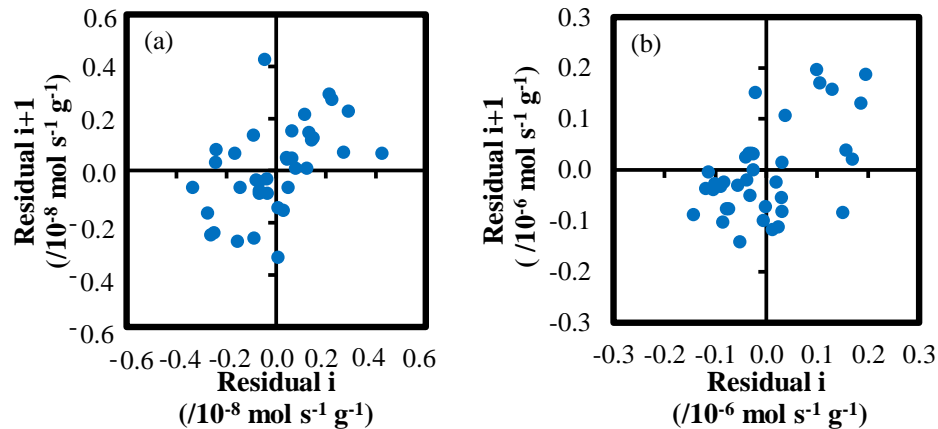 (a)
0.6
0.4
0.2
0.0
-0.2
-0.4
-0.6
-0.6 -0.4 -0.2 0.0 0.2 0.4 0.6
Residual i+1
(/10⁻⁸ mol s⁻¹ g⁻¹)
Residual i
(/10⁻⁸ mol s⁻¹ g⁻¹)
(b)
0.3
0.2
0.1
0.0
-0.1
-0.2
-0.3
-0.3 -0.1 0.0 0.1 0.2 0.3
Residual i+1
( /10⁻⁶ mol s⁻¹ g⁻¹)
Residual i
(/10⁻⁶ mol s⁻¹ g⁻¹)